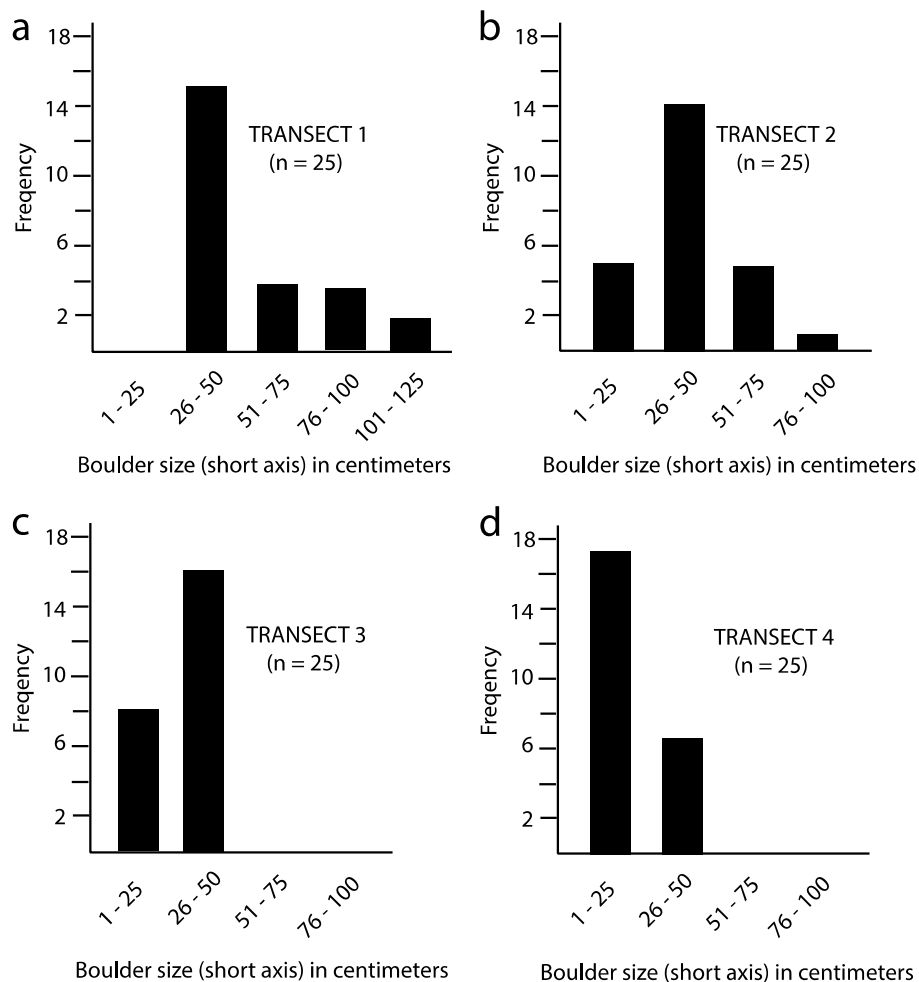 a
18
14
10
6
2
Freqency
TRANSECT 1
(n = 25)
1 - 25
26 - 50
51 - 75
76 - 100
101 - 125
Boulder size (short axis) in centimeters
b
18
14
10
6
2
Freqency
TRANSECT 2
(n = 25)
1 - 25
26 - 50
51 - 75
76 - 100
Boulder size (short axis) in centimeters
c
18
14
10
6
2
Freqency
TRANSECT 3
(n = 25)
1 - 25
26 - 50
51 - 75
76 - 100
Boulder size (short axis) in centimeters
d
18
14
10
6
2
Freqency
TRANSECT 4
(n = 25)
1 - 25
26 - 50
51 - 75
76 - 100
Boulder size (short axis) in centimeters